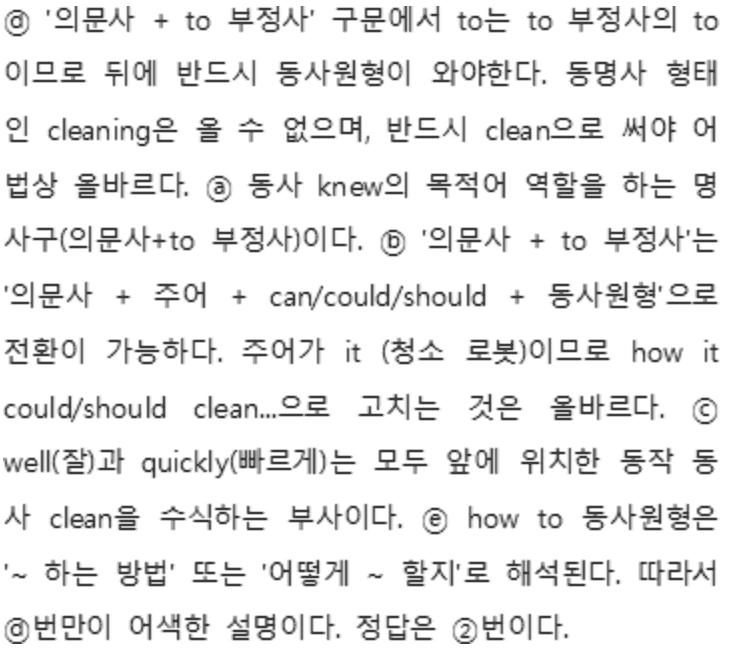 ⓓ '의문사 + to 부정사' 구문에서 to는 to 부정사의 to
이므로 뒤에 반드시 동사원형이 와야한다. 동명사 형태
인 cleaning은 올 수 없으며, 반드시 clean으로 써야 어
법상 올바르다. ⓐ 동사 knew의 목적어 역할을 하는 명
사구(의문사+to 부정사)이다. ⓑ '의문사 + to 부정사'는
'의문사 + 주어 + can/could/should + 동사원형'으로
전환이 가능하다. 주어가 it (청소 로봇)이므로 how it
could/should clean...으로 고치는 것은 올바르다. ⓒ
well(잘)과 quickly(빠르게)는 모두 앞에 위치한 동작 동
사 clean을 수식하는 부사이다. ⓔ how to 동사원형은
'~ 하는 방법' 또는 '어떻게 ~ 할지'로 해석된다. 따라서
ⓓ번만이 어색한 설명이다. 정답은 ②번이다.